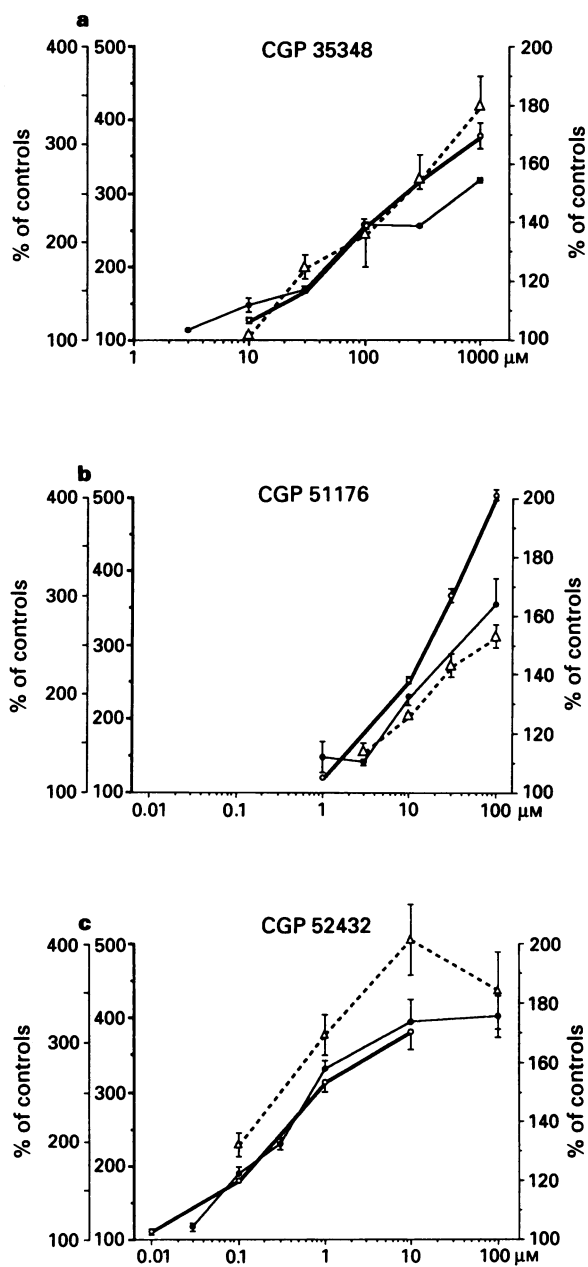 a
CGP 35348
400 500 200
400 180
300
300 160
200 140
200 120
100 100 100
1 10 100 1000 µM
% of controls
% of controls
b
CGP 51176
400 500 200
400 180
300
300 160
200 140
200 120
100 100 100
0.01 0.1 1 10 100 µM
% of controls
% of controls
c
CGP 52432
400 500 200
400 180
300
300 160
200 140
200 120
100 100 100
0.01 0.1 1 10 100 µM
% of controls
% of controls